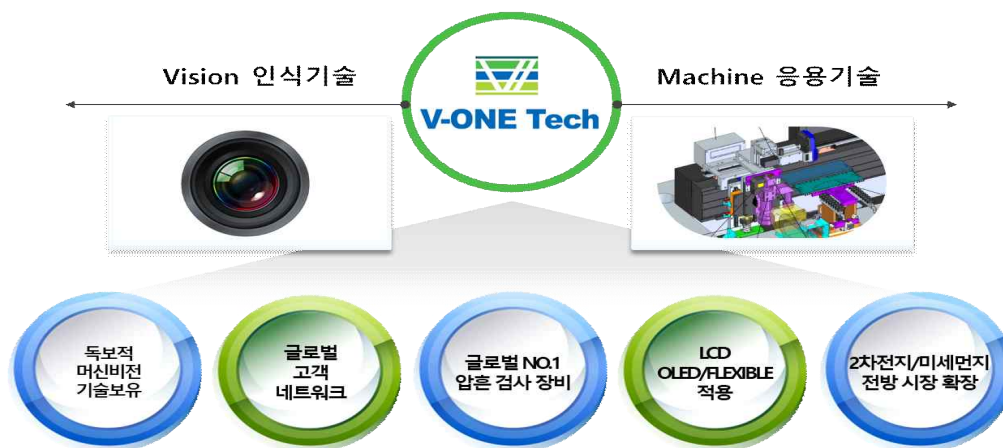 Vision 인식기술
V-ONE Tech
Machine 응용기술
독보적
머신비전
기술보유
글로벌
고객
네트워크
글로벌 NO.1
압흔 검사 장비
LCD
OLED/FLEXIBLE
적용
2차전지/미세먼지
전방 시장 확장